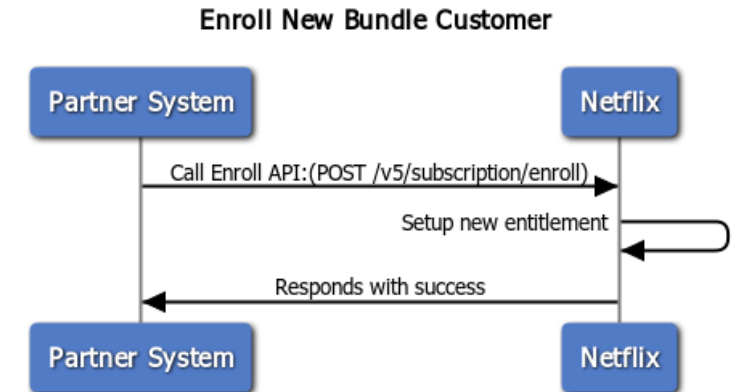 Enroll New Bundle Customer
Partner System
Netflix
Call Enroll API:(POST /v5/subscription/enroll)
Setup new entitlement
Responds with success
Partner System
Netflix